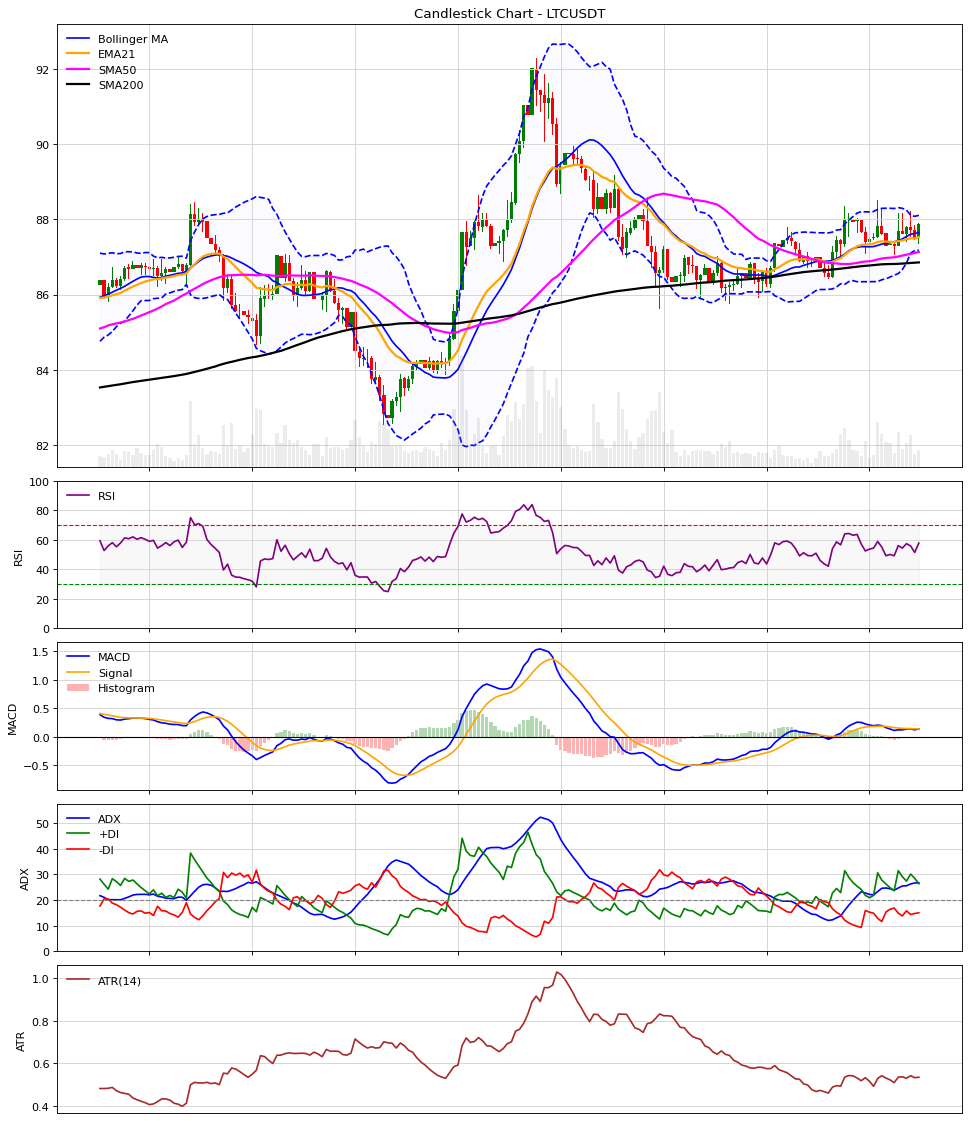 Candlestick Chart - LTCUSDT
Bollinger MA
EMA21
SMA50
SMA200
92
90
88
86
84
82
100
80
60
40
20
0
RSI
RSI
1.5
1.0
0.5
0.0
−0.5
MACD
MACD
Signal
Histogram
50
40
30
20
10
0
ADX
ADX
+DI
-DI
1.0
0.8
0.6
0.4
ATR
ATR(14)